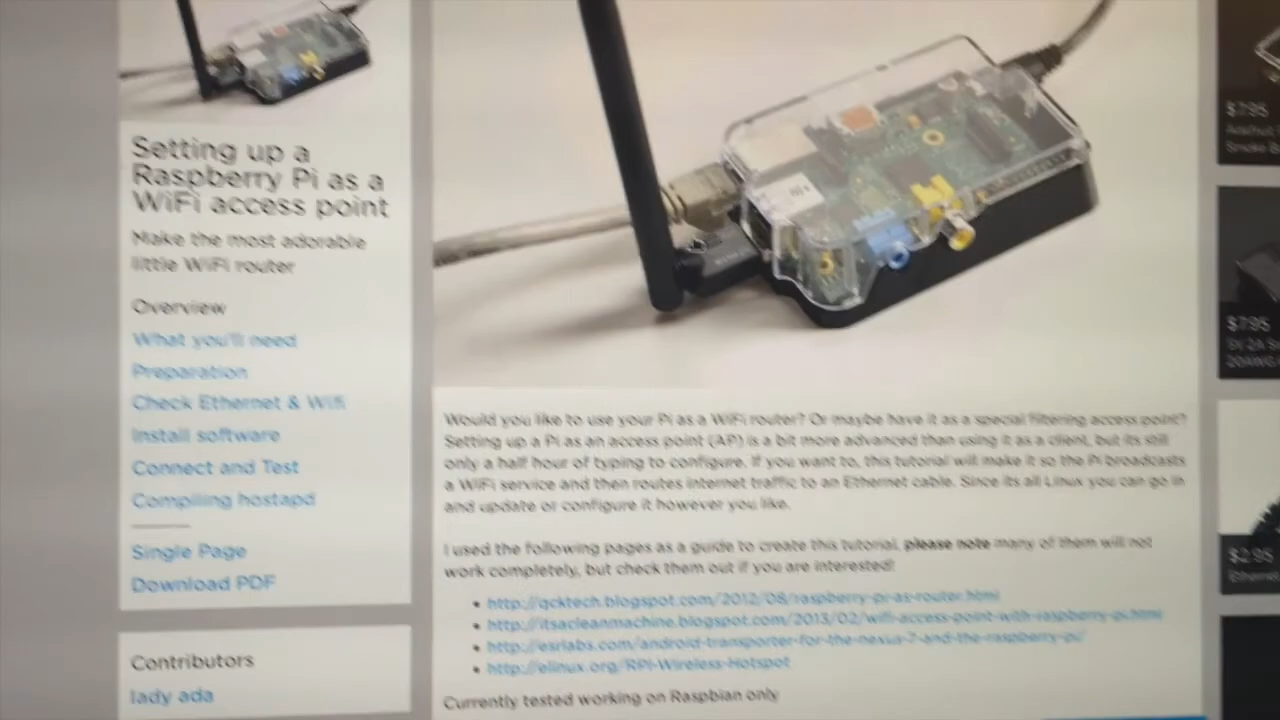 Setting up a
Raspberry Pi as a
WiFi access point
Make the most adorable
little WiFi router
Overview
What you'll need
Preparation
Check Ethernet & Wifi
Install software
Connect and Test
Compiling hostapd
Single Page
Download PDF
Contributors
lady ada
Would you like to use your Pi as a WiFi router? Or maybe have it as a special filtering access point?
Setting up a Pi as an access point (AP) is a bit more advanced than using it as a client, but its still
only a half hour of typing to configure. If you want to, this tutorial will make it so the Pi broadcasts
a WiFi service and then routes internet traffic to an Ethernet cable. Since its all Linux you can go in
and update or configure it however you like.
I used the following pages as a guide to create this tutorial, please note many of them will not
work completely, but check them out if you are interested!
http://qcktech.blogspot.com/2012/08/raspberry-pi-as-router.html
http://itsacleanmachine.blogspot.com/2013/02/wifi-access-point-with-raspberry-pi.html
http://esrlabs.com/android-transporter-for-the-nexus-7-and-the-raspberry-pi/
http://elinux.org/RPI-Wireless-Hotspot
Currently tested working on Raspbian only
$7.95
Smoke B
$7.95
5V 2A S
20AWG
$2.95
Ethernet